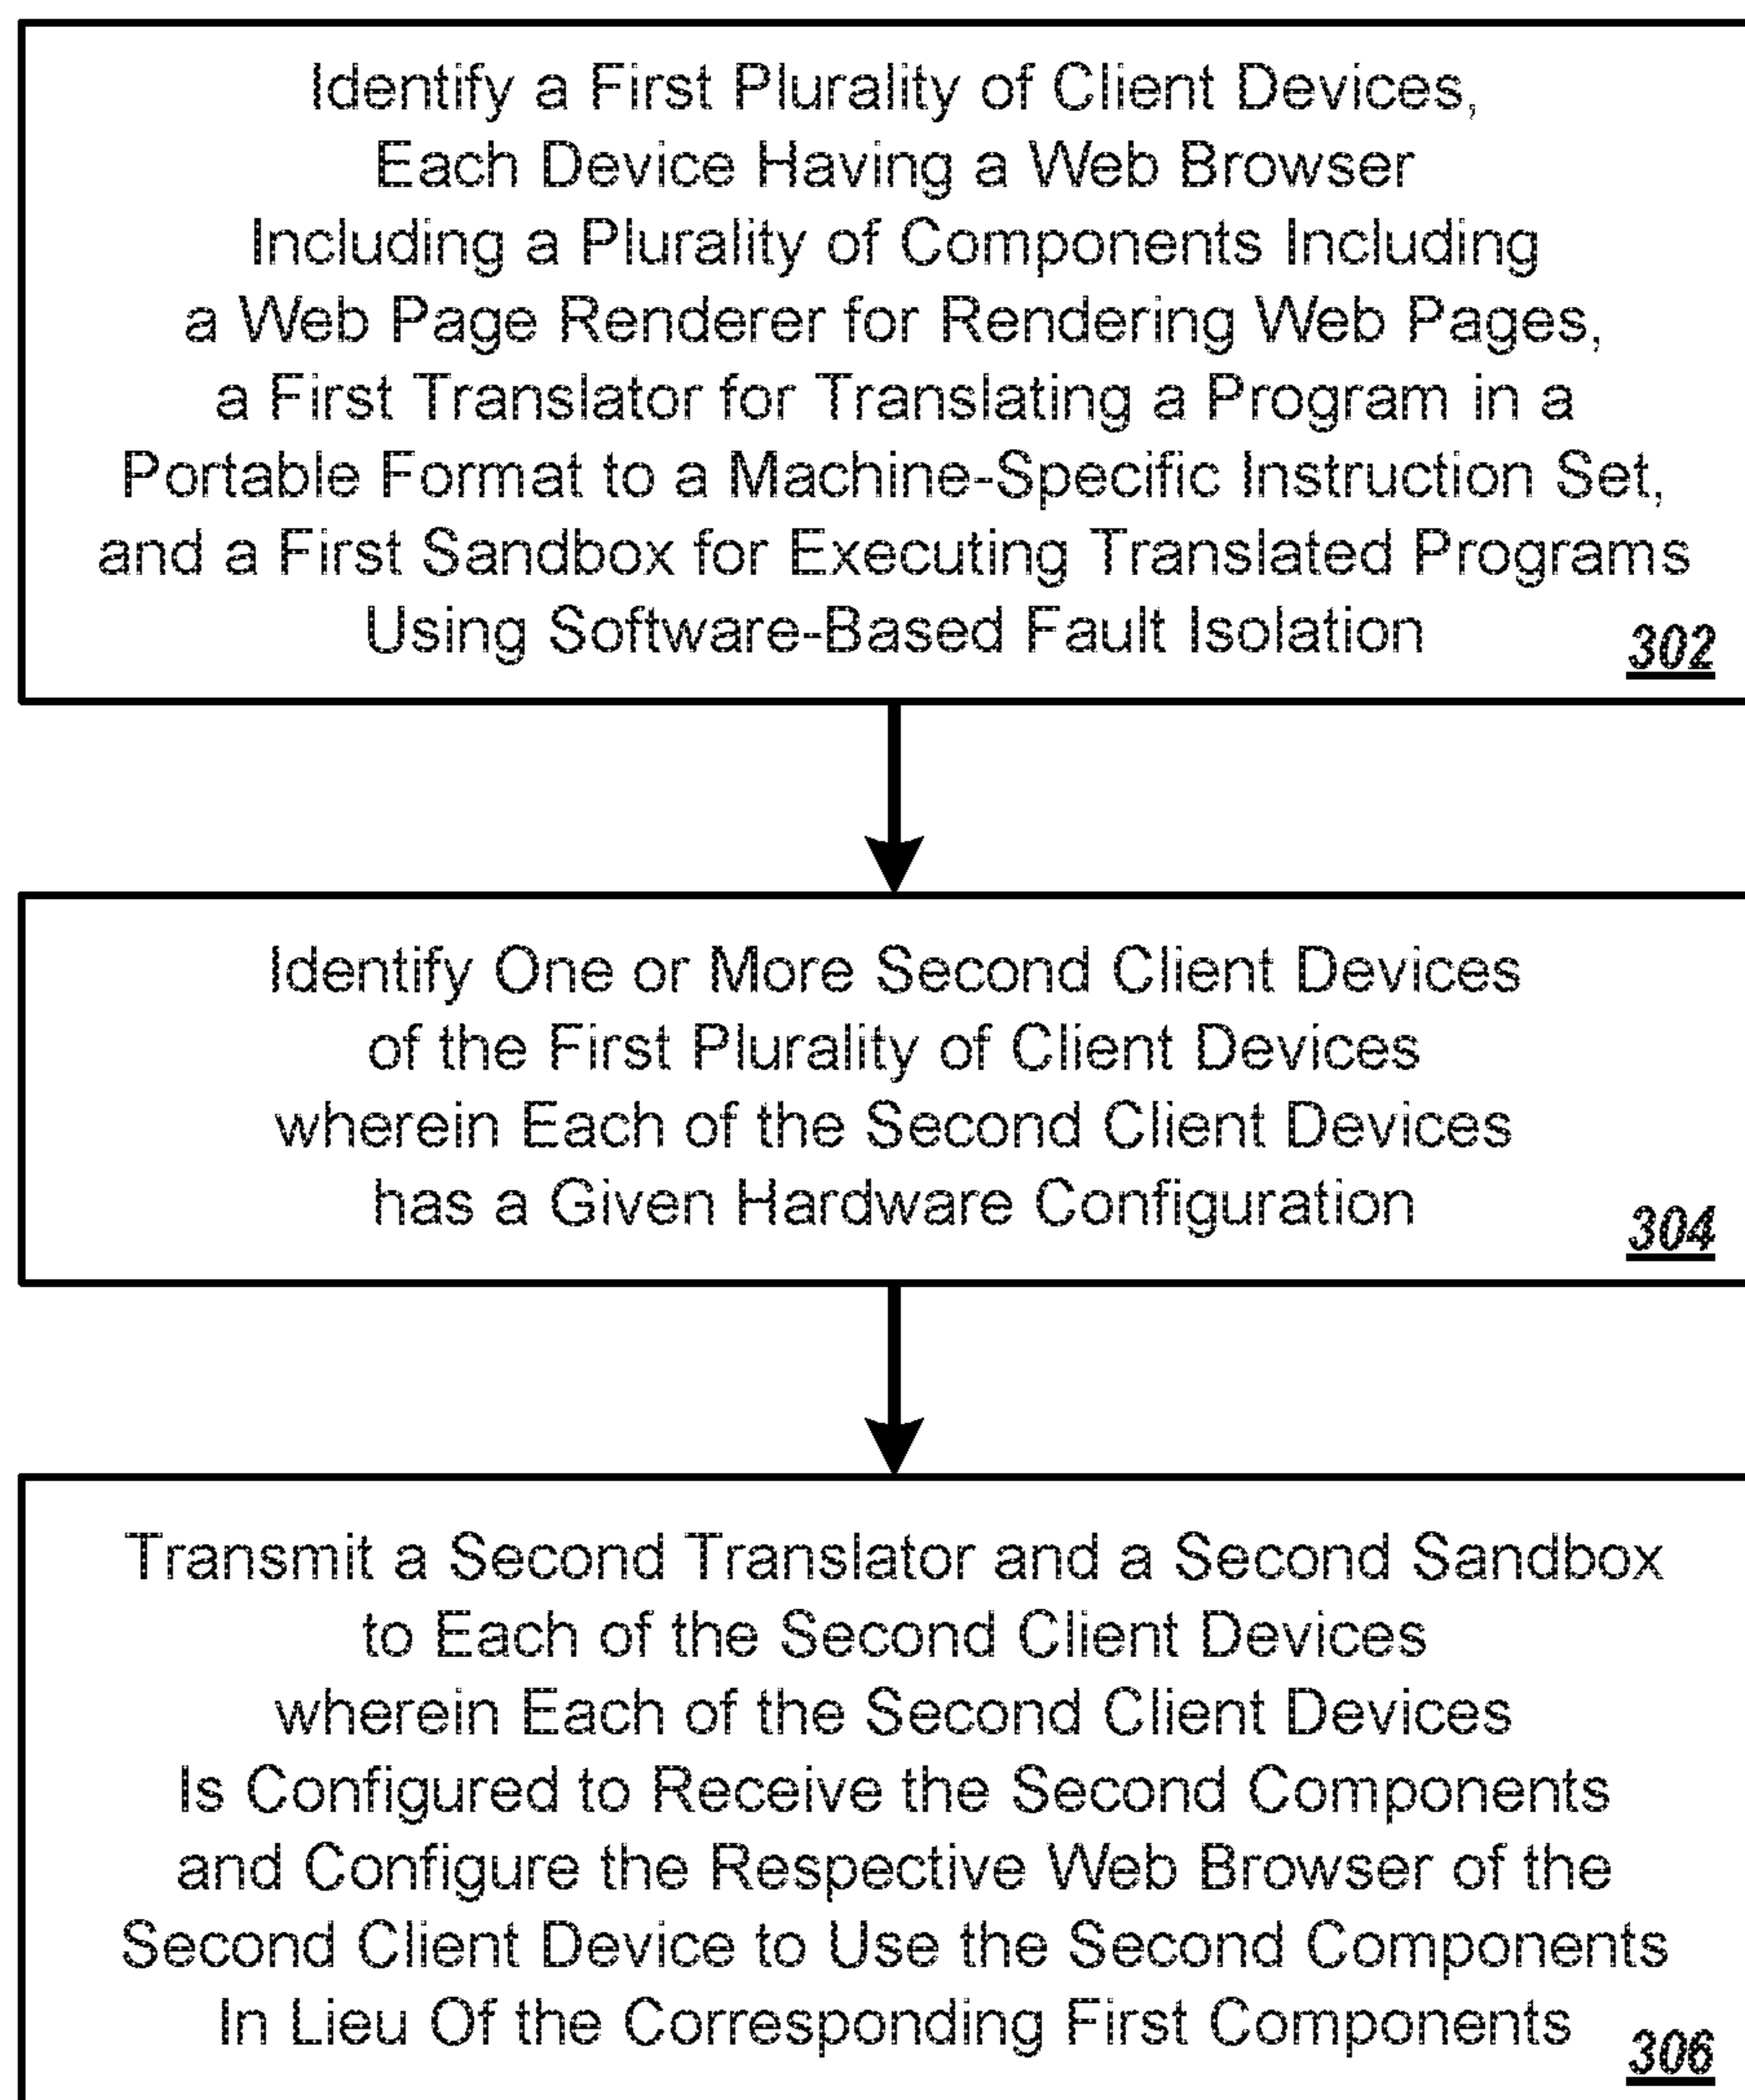 Identify a First Plurality of Client Devices,
Each Device Having a Web Browser
Including a Plurality of Components Including
a Web Page Renderer for Rendering Web Pages,
a First Translator for Translating a Program in a
Portable Format to a Machine-Specific Instruction Set,
and a First Sandbox for Executing Translated Programs
Using Software-Based Fault Isolation
302
Identify One or More Second Client Devices
of the First Plurality of Client Devices
wherein Each of the Second Client Devices
has a Given Hardware Configuration
304
Transmit a Second Translator and a Second Sandbox
to Each of the Second Client Devices
wherein Each of the Second Client Devices
Is Configured to Receive the Second Components
and Configure the Respective Web Browser of the
Second Client Device to Use the Second Components
In Lieu Of the Corresponding First Components
306